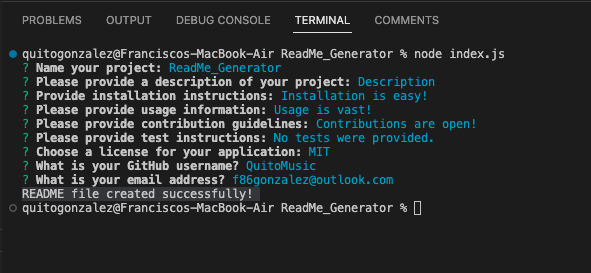 PROBLEMS OUTPUT DEBUG CONSOLE TERMINAL COMMENTS
quitogonzalez@Franciscos-MacBook-Air ReadMe_Generator % node index.js
? Name your project: ReadMe_Generator
? Please provide a description of your project: Description
? Provide installation instructions: Installation is easy!
? Please provide usage information: Usage is vast!
? Please provide contribution guidelines: Contributions are open!
? Please provide test instructions: No tests were provided.
? Choose a license for your application: MIT
? What is your GitHub username? QuitoMusic
? What is your email address? f86gonzalez@outlook.com
README file created successfully!
quitogonzalez@Franciscos-MacBook-Air ReadMe_Generator %